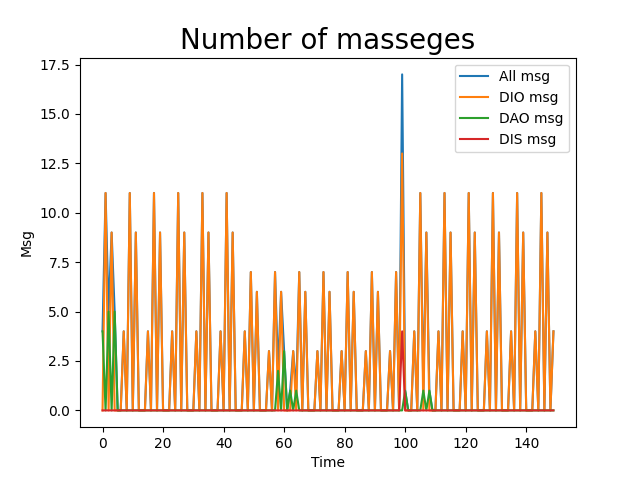 Number of masseges
All msg
DIO msg
DAO msg
DIS msg
Msg
17.5
15.0
12.5
10.0
7.5
5.0
2.5
0.0
0 20 40 60 80 100 120 140
Time